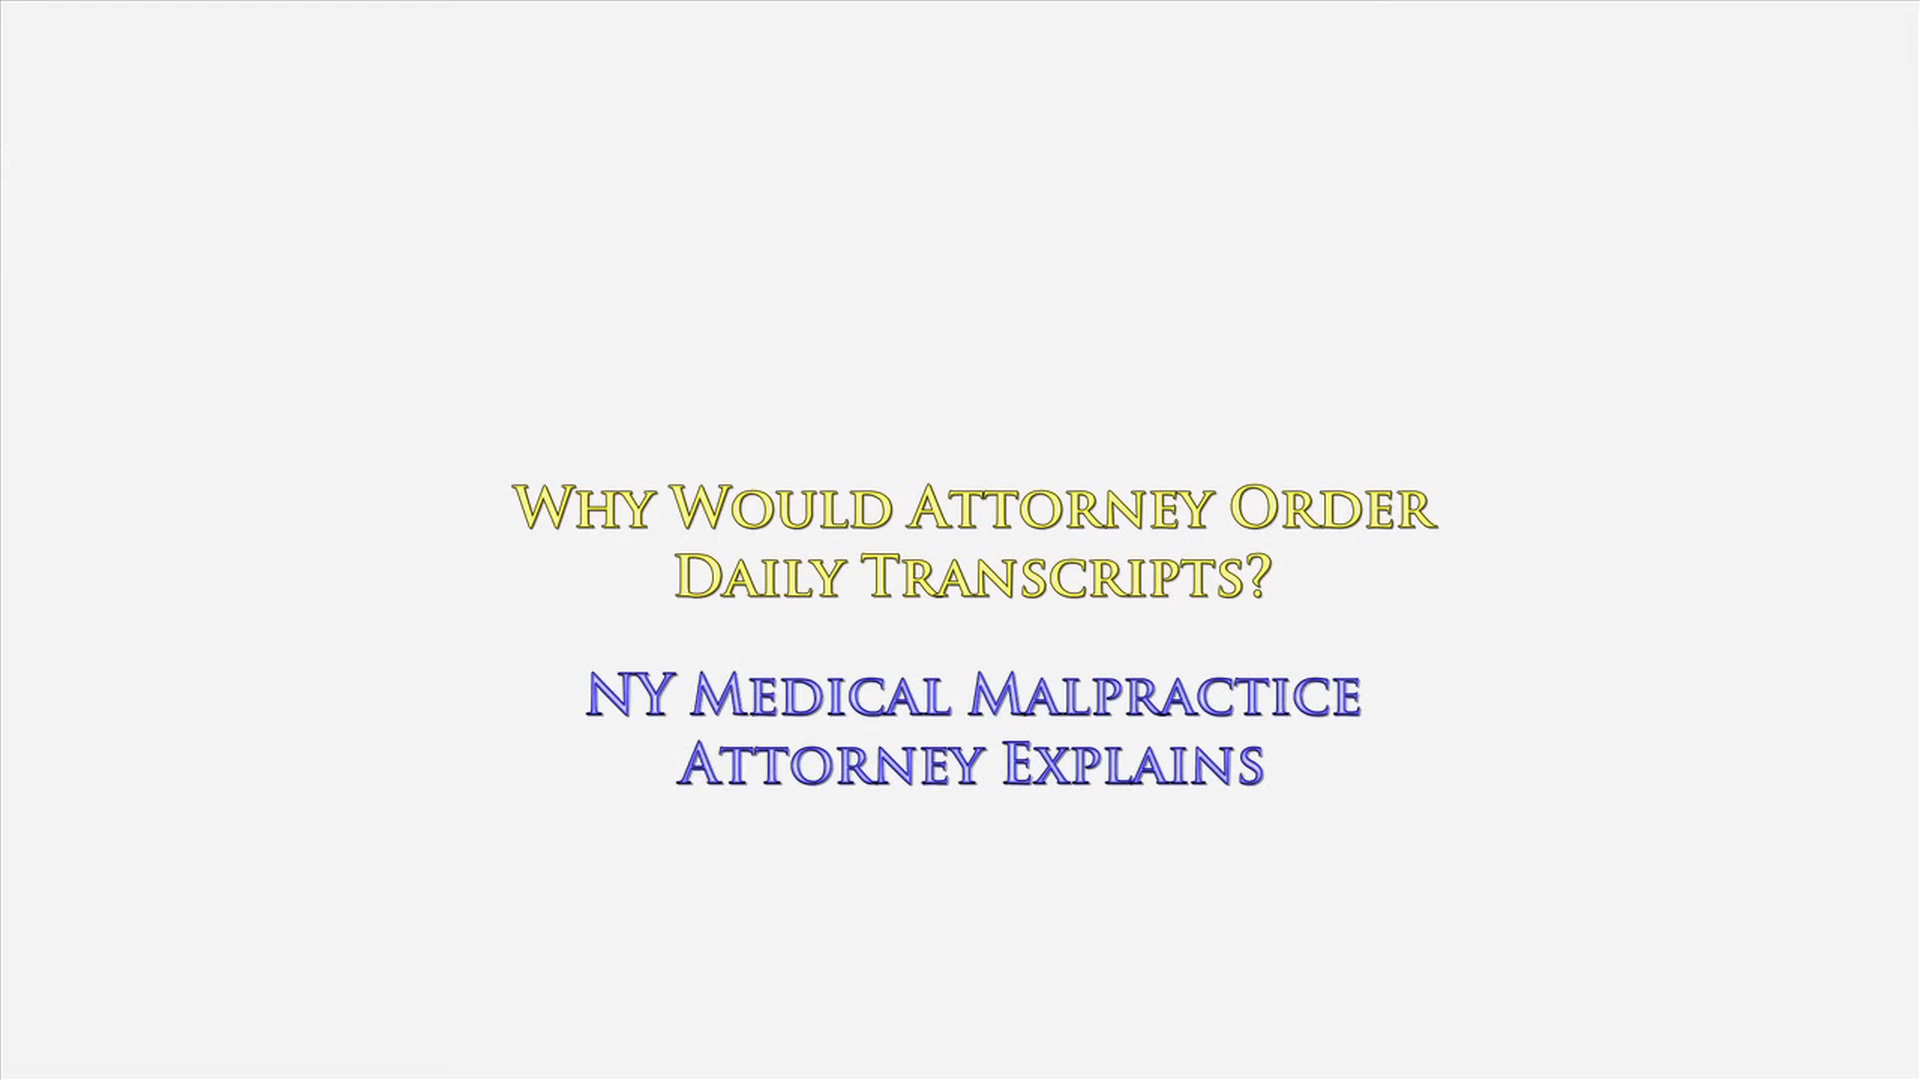 Why Would Attorney Order
Daily Transcripts?
NY Medical Malpractice
Attorney Explains